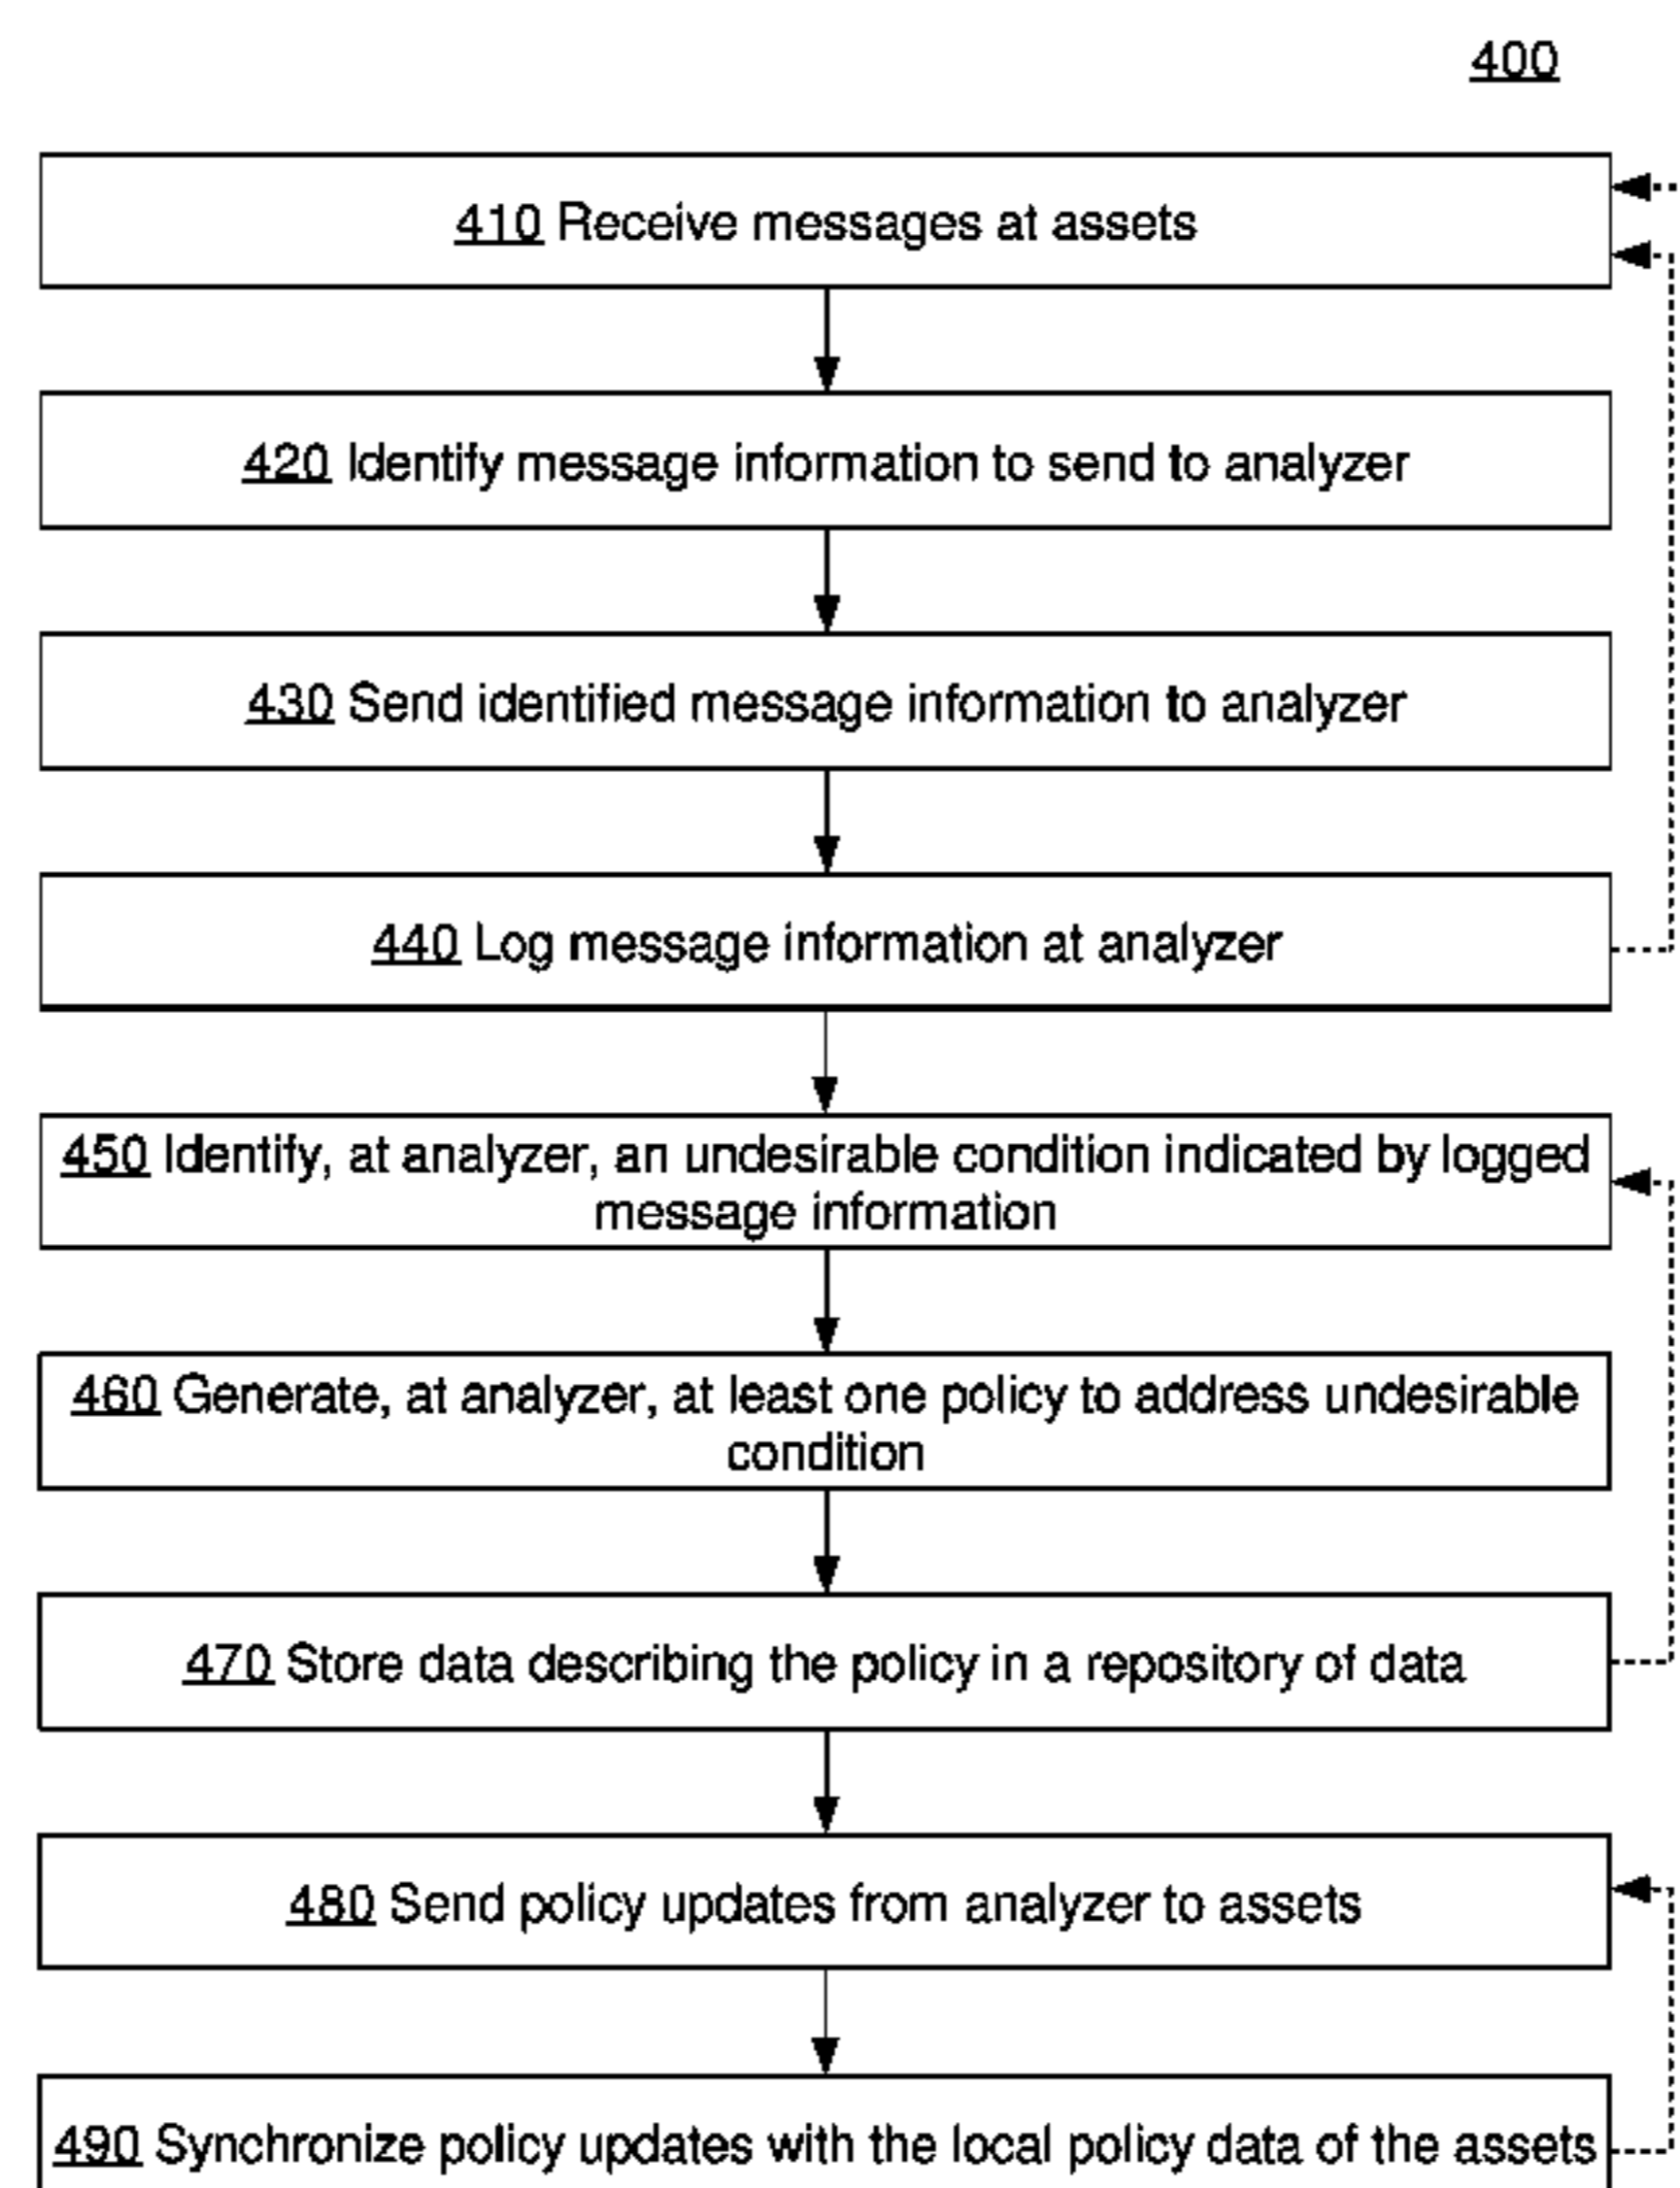 400
410 Receive messages at assets
420 Identify message information to send to analyzer
430 Send identified message information to analyzer
440 Log message information at analyzer
450 Identify, at analyzer, an undesirable condition indicated by logged
message information
460 Generate, at analyzer, at least one policy to address undesirable
condition
470 Store data describing the policy in a repository of data
480 Send policy updates from analyzer to assets
490 Synchronize policy updates with the local policy data of the assets